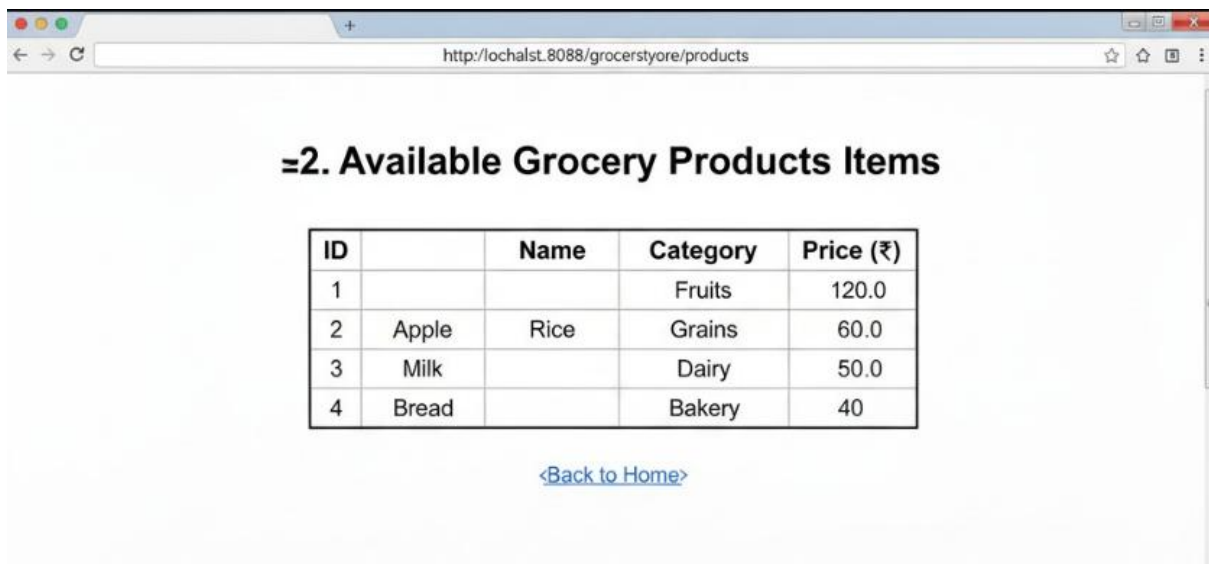 http:/lochalst.8088/grocerstyore/products
=2. Available Grocery Products Items
ID Name Category Price (₹)
1 Fruits 120.0
2 Apple Rice Grains 60.0
3 Milk Dairy 50.0
4 Bread Bakery 40
<Back to Home>